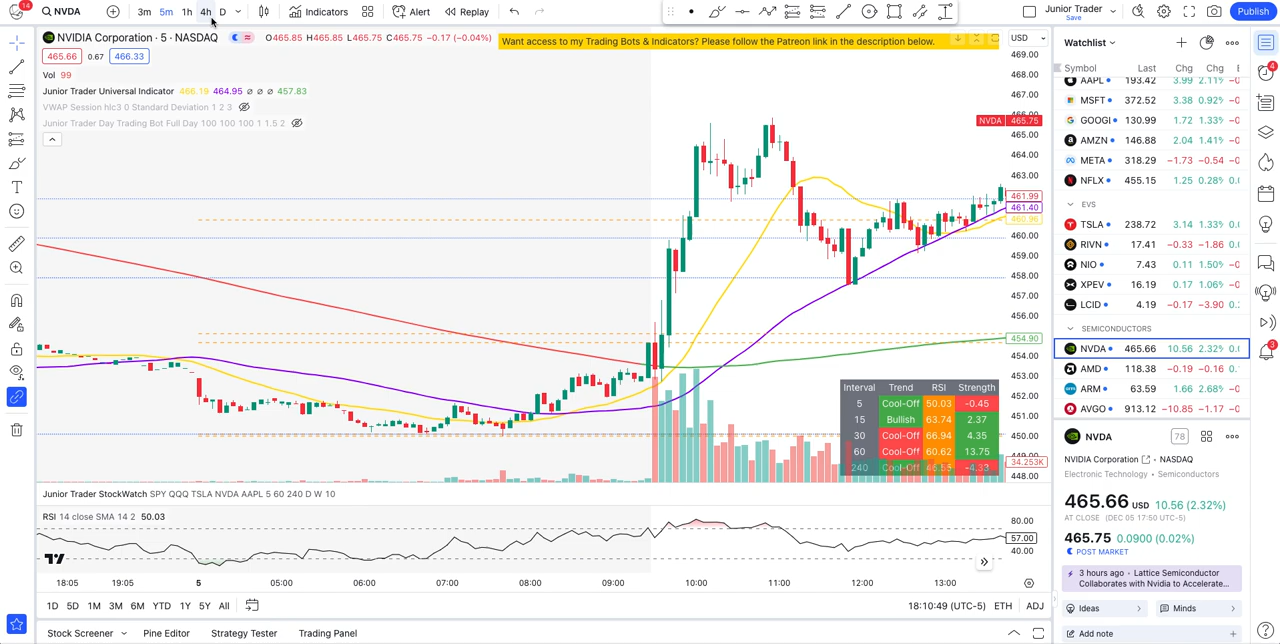 14
NVDA
3m 5m 1h 4h D
Indicators
Alert
Replay
Junior Trader
Save
Publish
NVIDIA Corporation · 5 · NASDAQ
O465.85 H465.85 L465.75 C465.75 −0.17 (−0.04%)
Want access to my Trading Bots & Indicators? Please follow the Patreon link in the description below.
465.66 0.67 466.33
Vol 99
Junior Trader Universal Indicator 466.19 464.95 ∅ ∅ ∅ 457.83
VWAP Session hlc3 0 Standard Deviation 1 2 3
Junior Trader Day Trading Bot Full Day 100 100 100 1 1.5 2
USD
469.00
468.00
467.00
NVDA 465.75
465.00
464.00
463.00
461.99
461.40
460.96
460.00
459.00
458.00
457.00
456.00
454.90
454.00
453.00
452.00
451.00
450.00
34.253K
448.00
Interval Trend RSI Strength
5 Cool-Off 50.03 -0.45
15 Bullish 63.74 2.37
30 Cool-Off 66.94 4.35
60 Cool-Off 60.62 13.75
240 Cool-Off 46.55 -4.33
Junior Trader StockWatch SPY QQQ TSLA NVDA AAPL 5 60 240 D W 10
RSI 14 close SMA 14 2 50.03
80.00
57.00
40.00
18:05 19:05 5 05:00 06:00 07:00 08:00 09:00 10:00 11:00 12:00 13:00
1D 5D 1M 3M 6M YTD 1Y 5Y All
18:10:49 (UTC-5) ETH ADJ
Stock Screener Pine Editor Strategy Tester Trading Panel
Watchlist
Symbol Last Chg Chg
AAPL 193.42 3.99 2.11%
MSFT 372.52 3.38 0.92%
GOOGL 130.99 1.72 1.33%
AMZN 146.88 2.04 1.41%
META 318.29 −1.73 −0.54
NFLX 455.15 1.25 0.28%
EVS
TSLA 238.72 3.14 1.33%
RIVN 17.41 −0.33 −1.86
NIO 7.43 0.11 1.50%
XPEV 16.19 0.17 1.06%
LCID 4.19 −0.17 −3.90
SEMICONDUCTORS
NVDA 465.66 10.56 2.32%
AMD 118.38 −0.19 −0.16
ARM 63.59 1.66 2.68%
AVGO 913.12 −10.85 −1.17
NVDA
78
NVIDIA Corporation · NASDAQ
Electronic Technology · Semiconductors
465.66 USD 10.56 (2.32%)
AT CLOSE (DEC 05 17:50 UTC-5)
465.75 0.0900 (0.02%)
POST MARKET
3 hours ago · Lattice Semiconductor
Collaborates with Nvidia to Accelerate...
Ideas
Minds
Add note
4
3